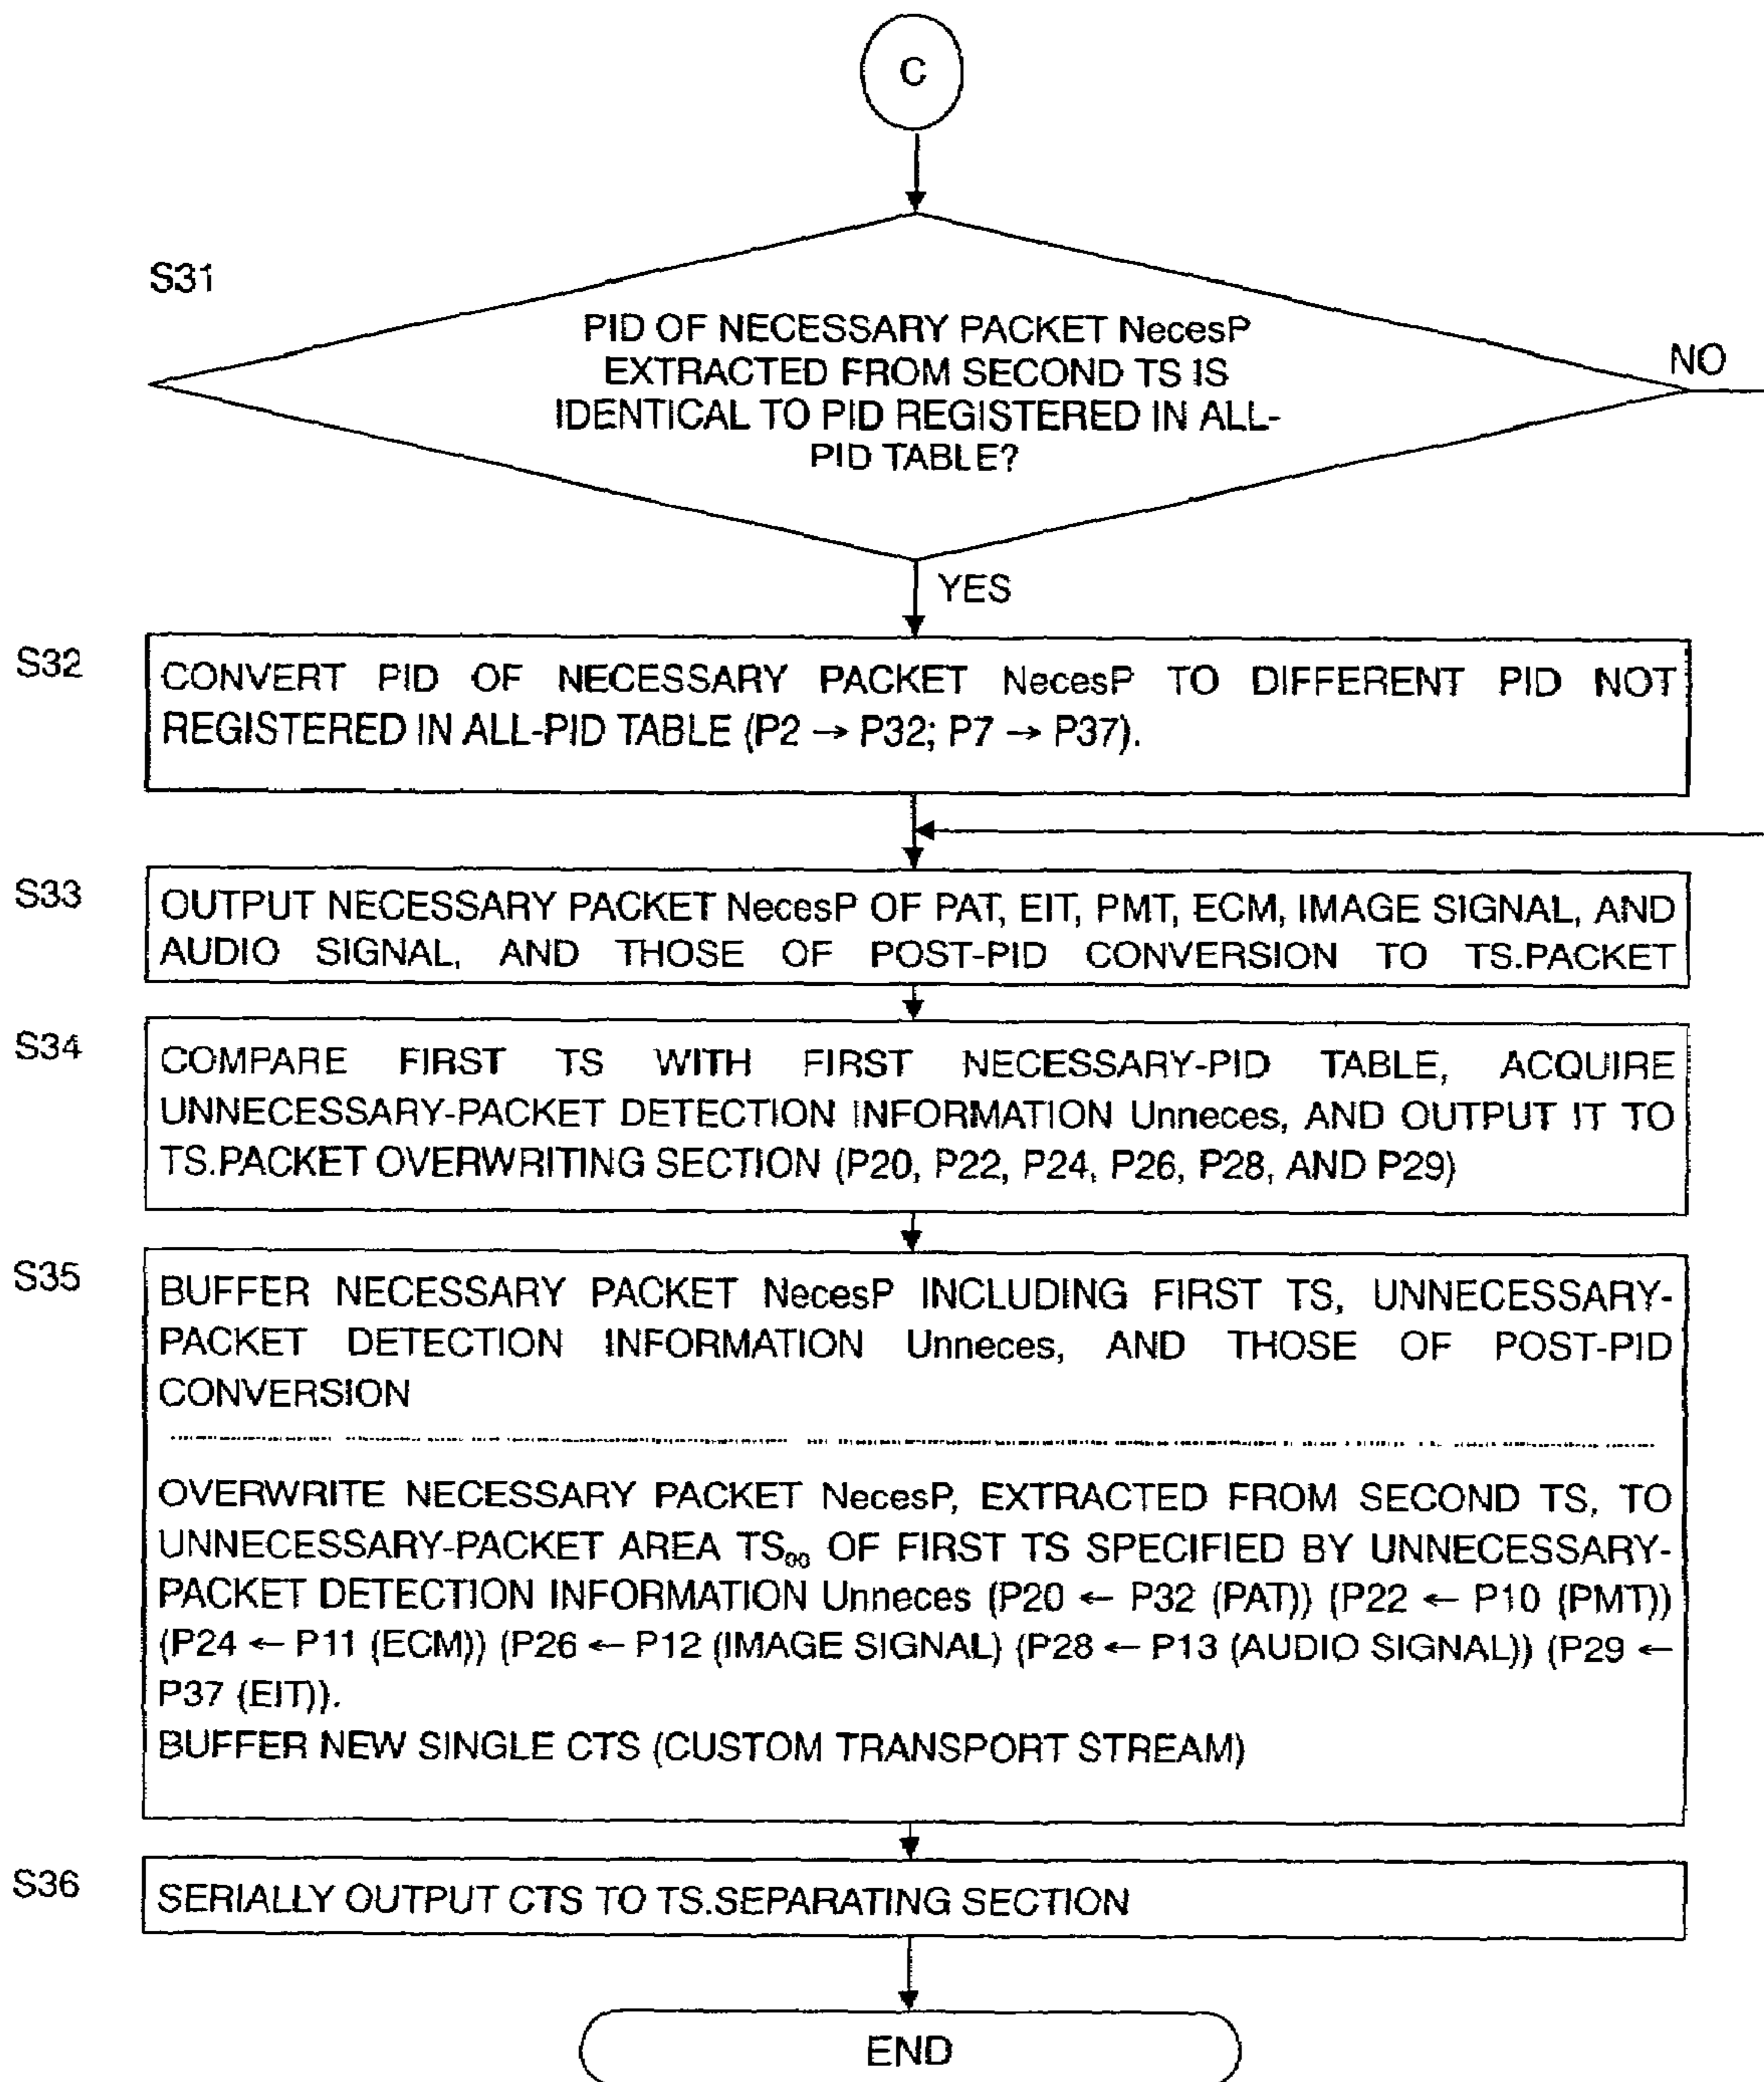 C
S31
PID OF NECESSARY PACKET NecesP
EXTRACTED FROM SECOND TS IS
IDENTICAL TO PID REGISTERED IN ALL-
PID TABLE?
NO
YES
S32
CONVERT PID OF NECESSARY PACKET NecesP TO DIFFERENT PID NOT
REGISTERED IN ALL-PID TABLE (P2 → P32; P7 → P37).
S33
OUTPUT NECESSARY PACKET NecesP OF PAT, EIT, PMT, ECM, IMAGE SIGNAL, AND
AUDIO SIGNAL, AND THOSE OF POST-PID CONVERSION TO TS.PACKET
S34
COMPARE FIRST TS WITH FIRST NECESSARY-PID TABLE, ACQUIRE
UNNECESSARY-PACKET DETECTION INFORMATION Unneces, AND OUTPUT IT TO
TS.PACKET OVERWRITING SECTION (P20, P22, P24, P26, P28, AND P29)
S35
BUFFER NECESSARY PACKET NecesP INCLUDING FIRST TS, UNNECESSARY-
PACKET DETECTION INFORMATION Unneces, AND THOSE OF POST-PID
CONVERSION
OVERWRITE NECESSARY PACKET NecesP, EXTRACTED FROM SECOND TS, TO
UNNECESSARY-PACKET AREA TS₀₀ OF FIRST TS SPECIFIED BY UNNECESSARY-
PACKET DETECTION INFORMATION Unneces (P20 ← P32 (PAT)) (P22 ← P10 (PMT))
(P24 ← P11 (ECM)) (P26 ← P12 (IMAGE SIGNAL) (P28 ← P13 (AUDIO SIGNAL)) (P29 ←
P37 (EIT)).
BUFFER NEW SINGLE CTS (CUSTOM TRANSPORT STREAM)
S36
SERIALLY OUTPUT CTS TO TS.SEPARATING SECTION
END